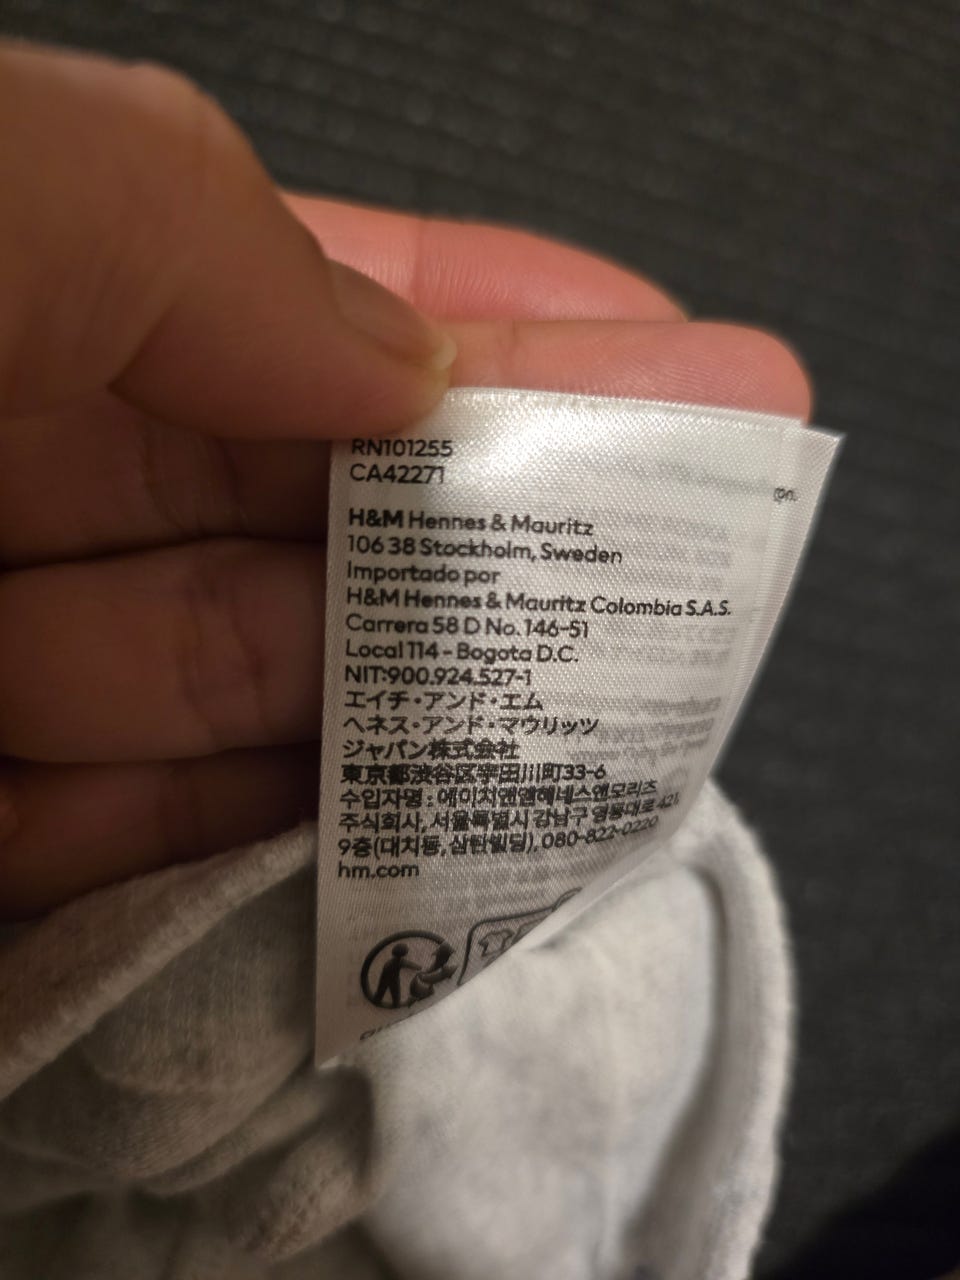 RN101255
CA42271
H&M Hennes & Mauritz
106 38 Stockholm, Sweden
Importado por
H&M Hennes & Mauritz Colombia S.A.S.
Carrera 58 D No. 146-51
Local 114 - Bogota D.C.
NIT:900.924.527-1
エイチ・アンド・エム
ヘネス・アンド・マウリッツ
ジャパン株式会社
東京都渋谷区宇田川町33-6
수입자명 : 에이치앤엠헤네스앤모리츠
주식회사, 서울특별시 강남구 영동대로 421,
9층(대치동, 삼탄빌딩), 080-822-0220
hm.com